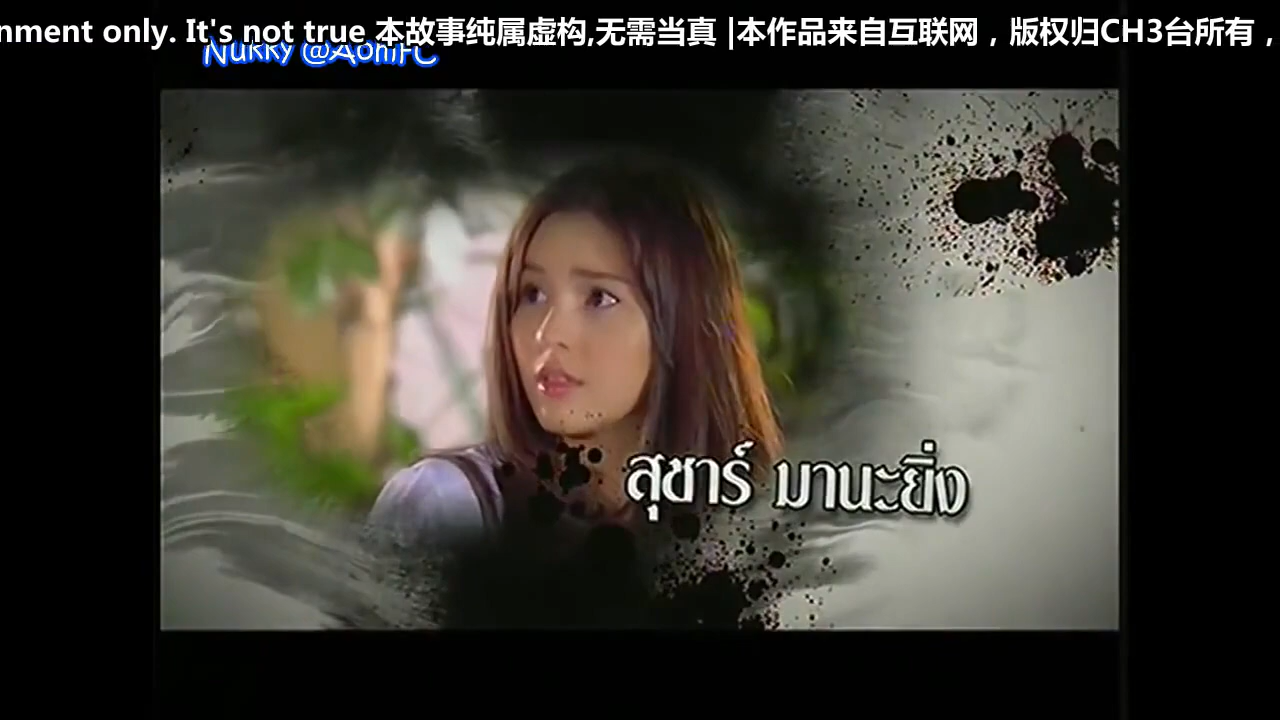 nment only. It's not true 本故事纯属虚构,无需当真 |本作品来自互联网，版权归CH3台所有，
Nukky @AomFC
สุชาร์ มานะยิ่ง